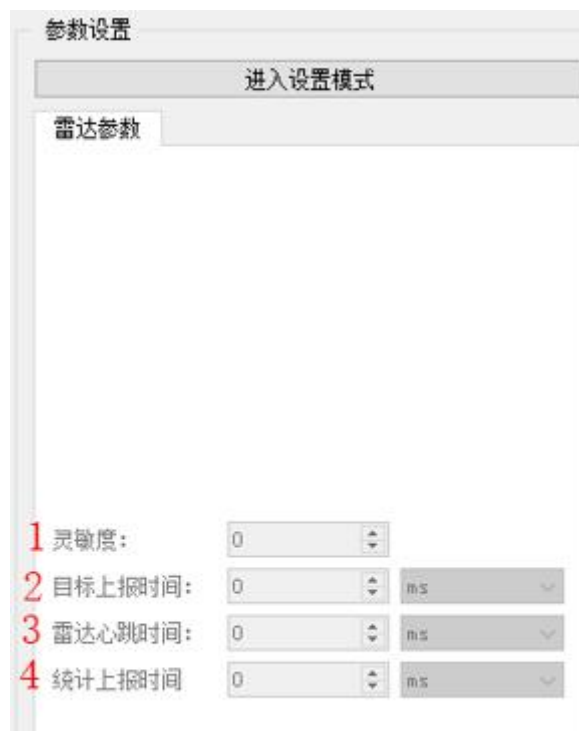 参数设置
进入设置模式
雷达参数
1 灵敏度: 0
2 目标上报时间: 0 ms
3 雷达心跳时间: 0 ms
4 统计上报时间 0 ms